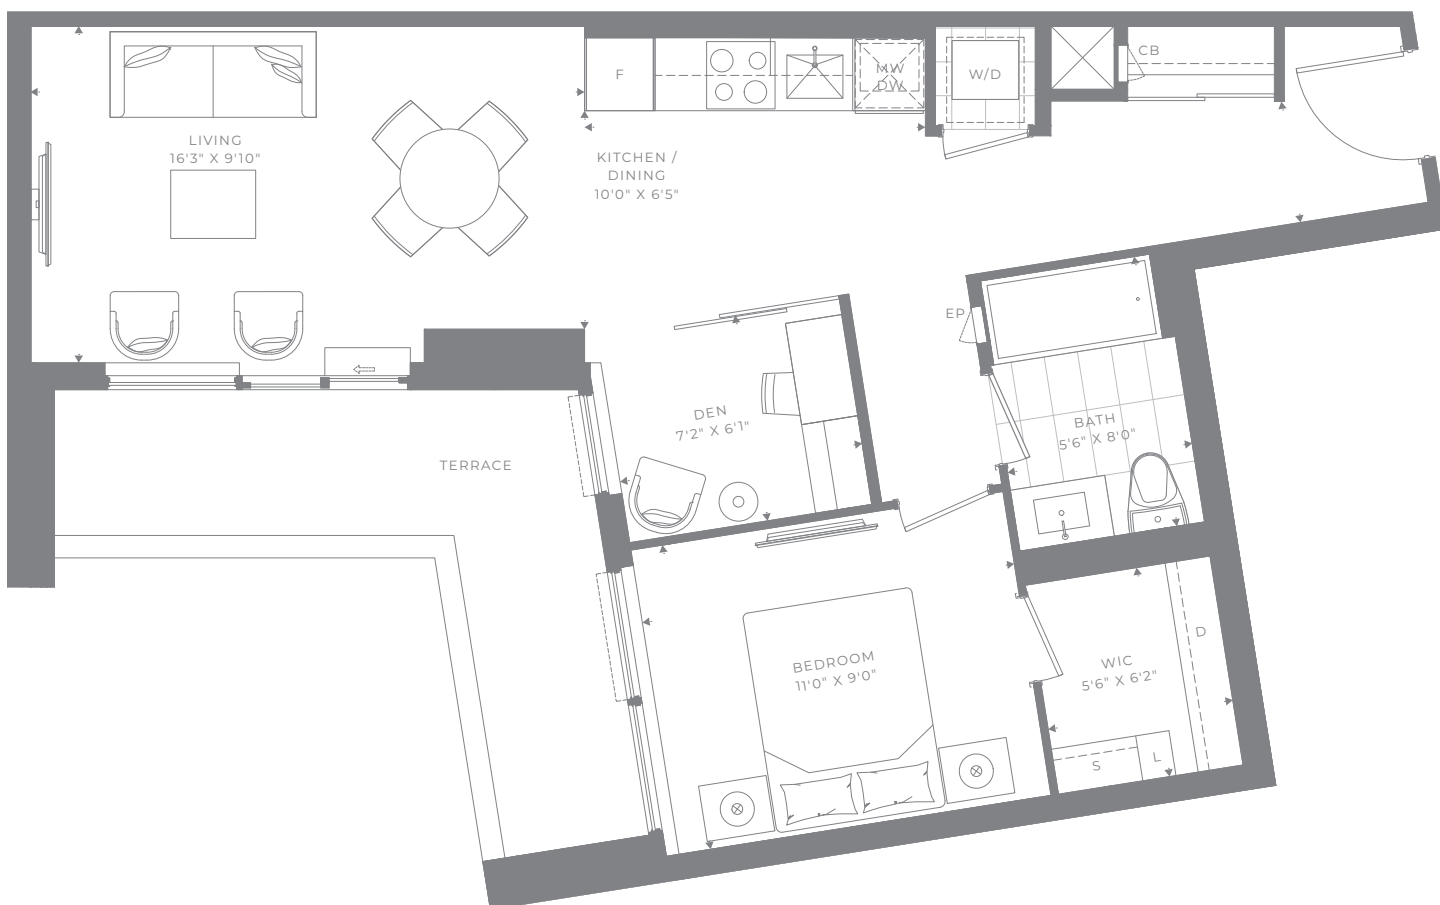 F
MW
DW
W/D
CB
LIVING
16'3" X 9'10"
KITCHEN /
DINING
10'0" X 6'5"
EP
DEN
7'2" X 6'1"
BATH
5'6" X 8'0"
TERRACE
BEDROOM
11'0" X 9'0"
WIC
5'6" X 6'2"
D
S
L